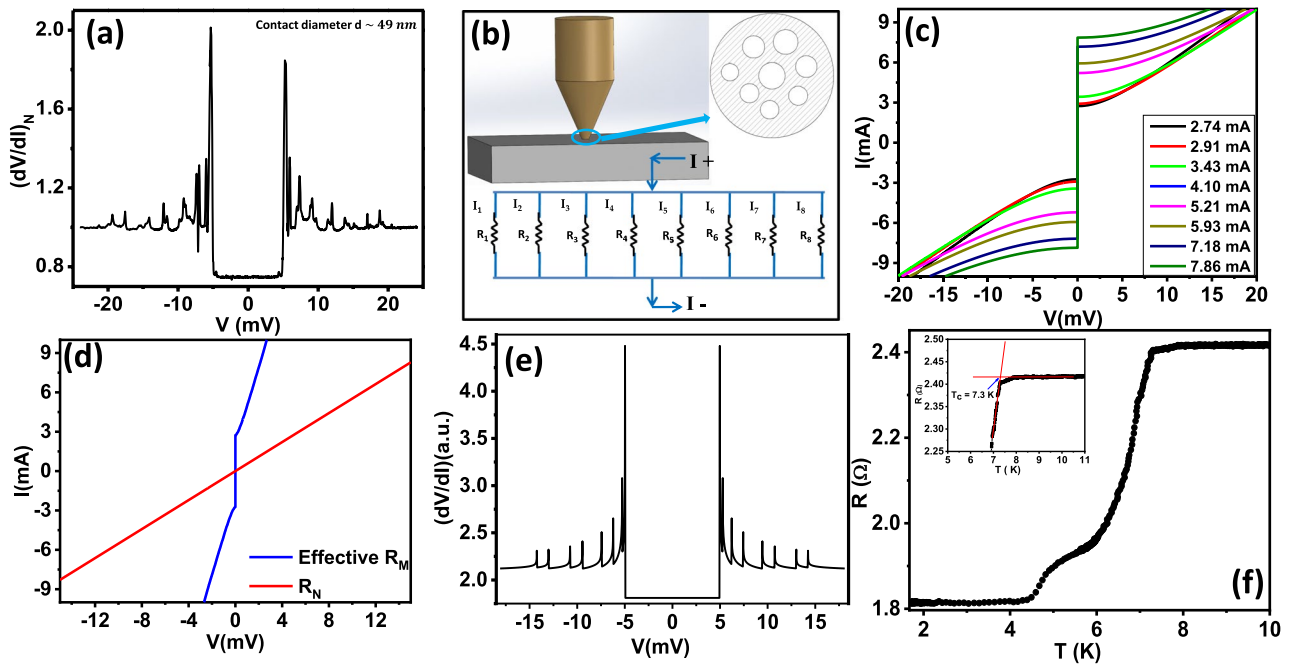 (a)
Contact diameter d ~ 49 nm
2.0
1.6
1.2
0.8
(dV/dI)N
-20
-10
0
10
20
V (mV)
(b)
I +
I1
I2
I3
I4
I5
I6
I7
I8
R1
R2
R3
R4
R5
R6
R7
R8
I -
(c)
9
6
3
0
-3
-6
-9
I(mA)
2.74 mA
2.91 mA
3.43 mA
4.10 mA
5.21 mA
5.93 mA
7.18 mA
7.86 mA
-20
-15
-10
-5
0
5
10
15
20
V(mV)
(d)
9
6
3
0
-3
-6
-9
I(mA)
Effective RM
RN
-12
-8
-4
0
4
8
12
V(mV)
(e)
4.5
4.0
3.5
3.0
2.5
2.0
(dV/dI)(a.u.)
-15
-10
-5
0
5
10
15
V(mV)
2.4
2.2
2.0
1.8
R (Ω)
2.50
2.45
2.40
2.35
2.30
2.25
R (Ω)
TC = 7.3 K
5
6
7
8
9
10
11
T ( K)
(f)
2
4
6
8
10
T (K)